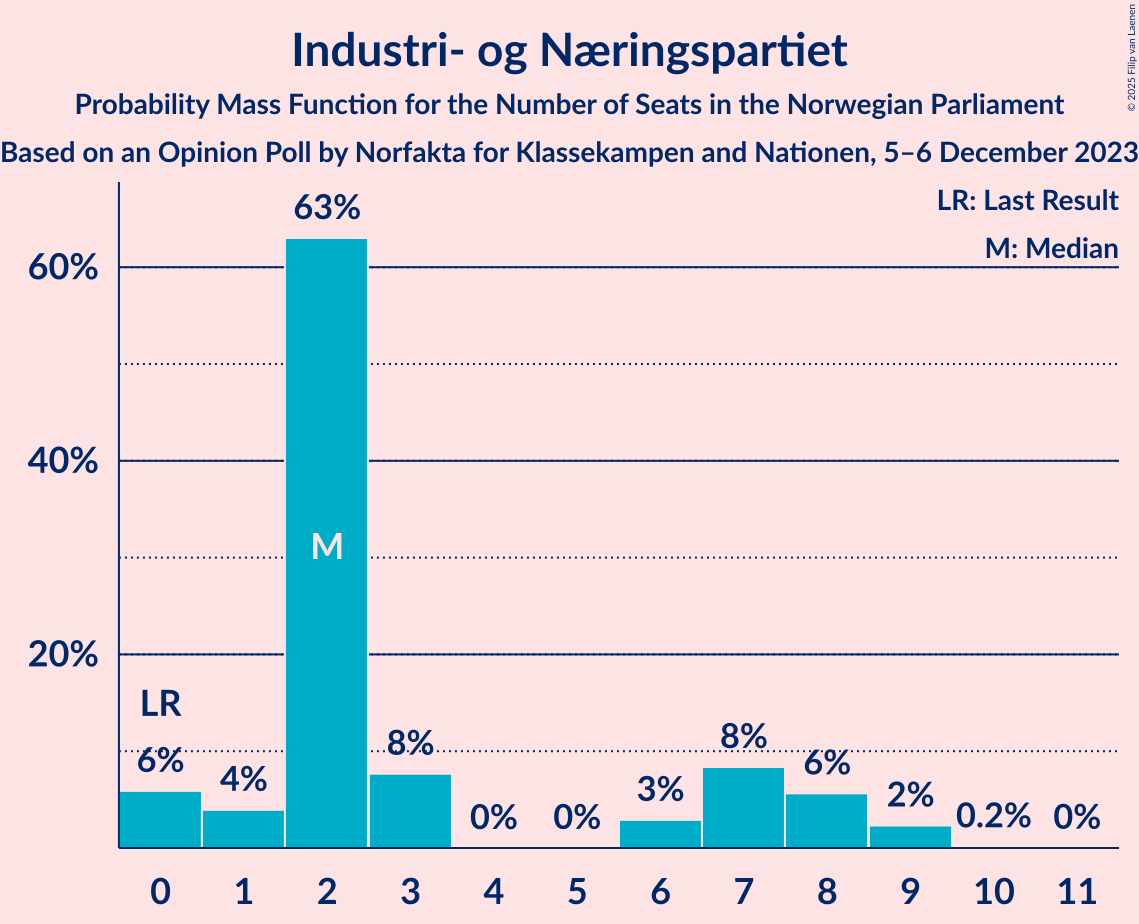 Industri- og Næringspartiet
Probability Mass Function for the Number of Seats in the Norwegian Parliament
Based on an Opinion Poll by Norfakta for Klassekampen and Nationen, 5–6 December 2023
© 2025 Filip van Laenen
LR: Last Result
M: Median
60%
40%
20%
63%
M
LR
6%
4%
8%
0%
0%
3%
8%
6%
2%
0.2%
0%
0 1 2 3 4 5 6 7 8 9 10 11